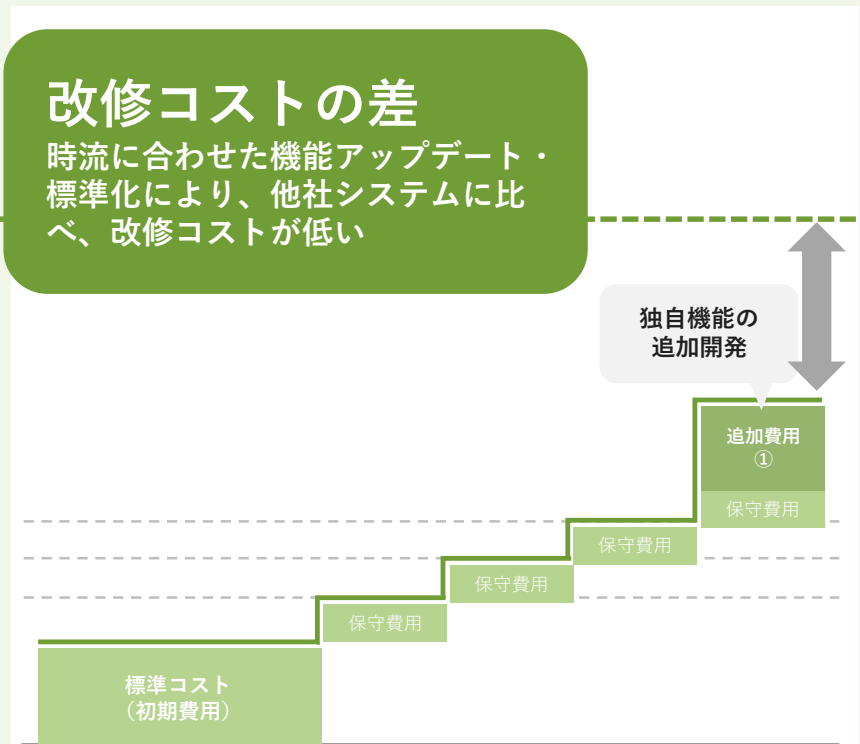 改修コストの差
時流に合わせた機能アップデート・
標準化により、他社システムに比
べ、改修コストが低い
独自機能の
追加開発
追加費用
①
保守費用
保守費用
保守費用
保守費用
標準コスト
（初期費用）